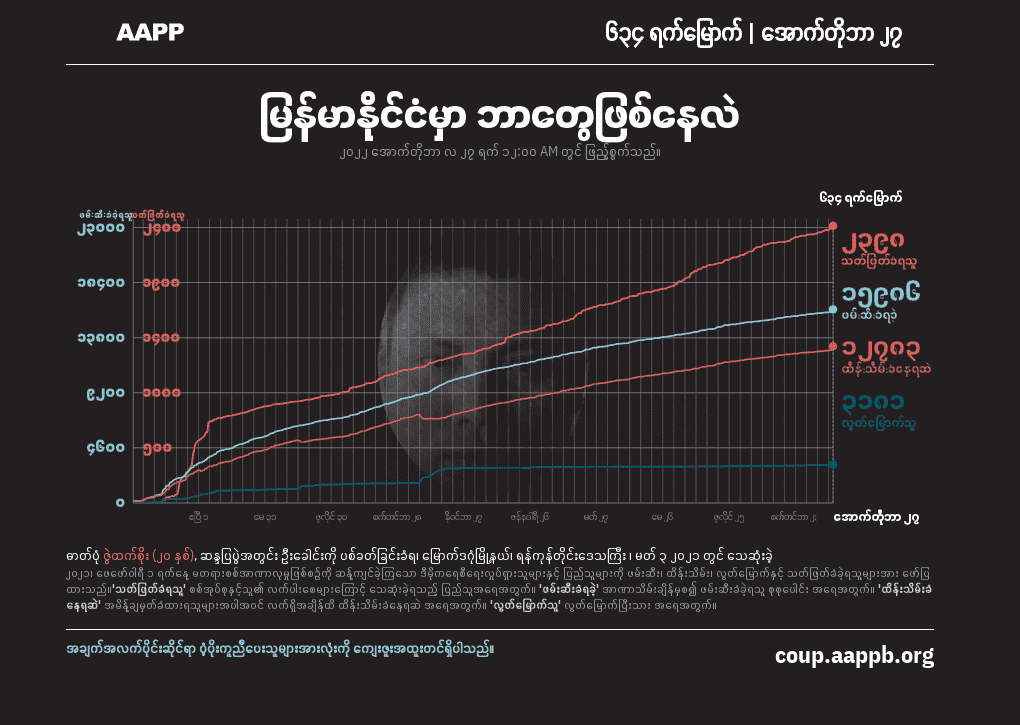 AAPP
၆၃၄ ရက်မြောက် | အောက်တိုဘာ ၂၇
မြန်မာနိုင်ငံမှာ ဘာတွေဖြစ်နေလဲ
၂၀၂၂ အောက်တိုဘာ လ ၂၇ ရက် ၁၂:၀၀ AM တွင် ဖြည့်စွက်သည်။
၆၃၄ ရက်မြောက်
ဖမ်းဆီးခံခဲ့ရသူ သတ်ဖြတ်ခံရသူ
၂၃၀၀၀ ၂၄၀၀
၂၃၉၈
သတ်ဖြတ်ခံရသူ
၁၈၄၀၀ ၁၉၀၀
၁၅၉၈၆
ဖမ်းဆီးခံရခဲ့
၁၃၈၀၀ ၁၄၀၀
၁၂၇၈၃
ထိန်းသိမ်းခံနေရဆဲ
၉၂၀၀ ၁၀၀၀
၃၁၈၁
လွတ်မြောက်သူ
၄၆၀၀ ၅၀၀
၀
ဧပြီ ၁ မေ ၃၁ ဇူလိုင် ၃၀ စက်တင်ဘာ ၂၈ နိုဝင်ဘာ ၂၇ ဇန်နဝါရီ ၂၆ မတ် ၂၇ မေ ၂၆ ဇူလိုင် ၂၅ စက်တင်ဘာ အောက်တိုဘာ ၂၇
ဓာတ်ပုံ ဇွဲထက်စိုး (၂၀ နှစ်), ဆန္ဒပြပွဲအတွင်း ဦးခေါင်းကို ပစ်ခတ်ခြင်းခံရ၊ မြောက်ဒဂုံမြို့နယ်၊ ရန်ကုန်တိုင်းဒေသကြီး ၊ မတ် ၃ ၂၀၂၁ တွင် သေဆုံးခဲ့
၂၀၂၁၊ ဖေဖော်ဝါရီ ၁ ရက်နေ့ မတရားစစ်အာဏာလုမှုဖြစ်စဉ်ကို ဆန့်ကျင်ခဲ့ကြသော ဒီမိုကရေစီရေးလှုပ်ရှားသူများနှင့် ပြည်သူများကို ဖမ်းဆီး၊ ထိန်းသိမ်း၊ လွတ်မြောက်နှင့် သတ်ဖြတ်ခံခဲ့ရသူများအား ဖော်ပြ
ထားသည်။'သတ်ဖြတ်ခံရသူ' စစ်အုပ်စုနှင့်သူ၏ လက်ပါးစေများကြောင့် သေဆုံးခဲ့ရသည့် ပြည်သူအရေအတွက်။ 'ဖမ်းဆီးခံရခဲ့' အာဏာသိမ်းချိန်မှစ၍ ဖမ်းဆီးခံခဲ့ရသူ စုစုပေါင်း အရေအတွက်။ 'ထိန်းသိမ်းခံ
နေရဆဲ' အမိန့်ချမှတ်ခံထားရသူများအပါအဝင် လက်ရှိအချိန်ထိ ထိန်းသိမ်းခံနေရဆဲ အရေအတွက်။ 'လွတ်မြောက်သူ' လွတ်မြောက်ပြီးသား အရေအတွက်။
အချက်အလက်ပိုင်းဆိုင်ရာ ပံ့ပိုးကူညီပေးသူများအားလုံးကို ကျေးဇူးအထူးတင်ရှိပါသည်။
coup.aappb.org